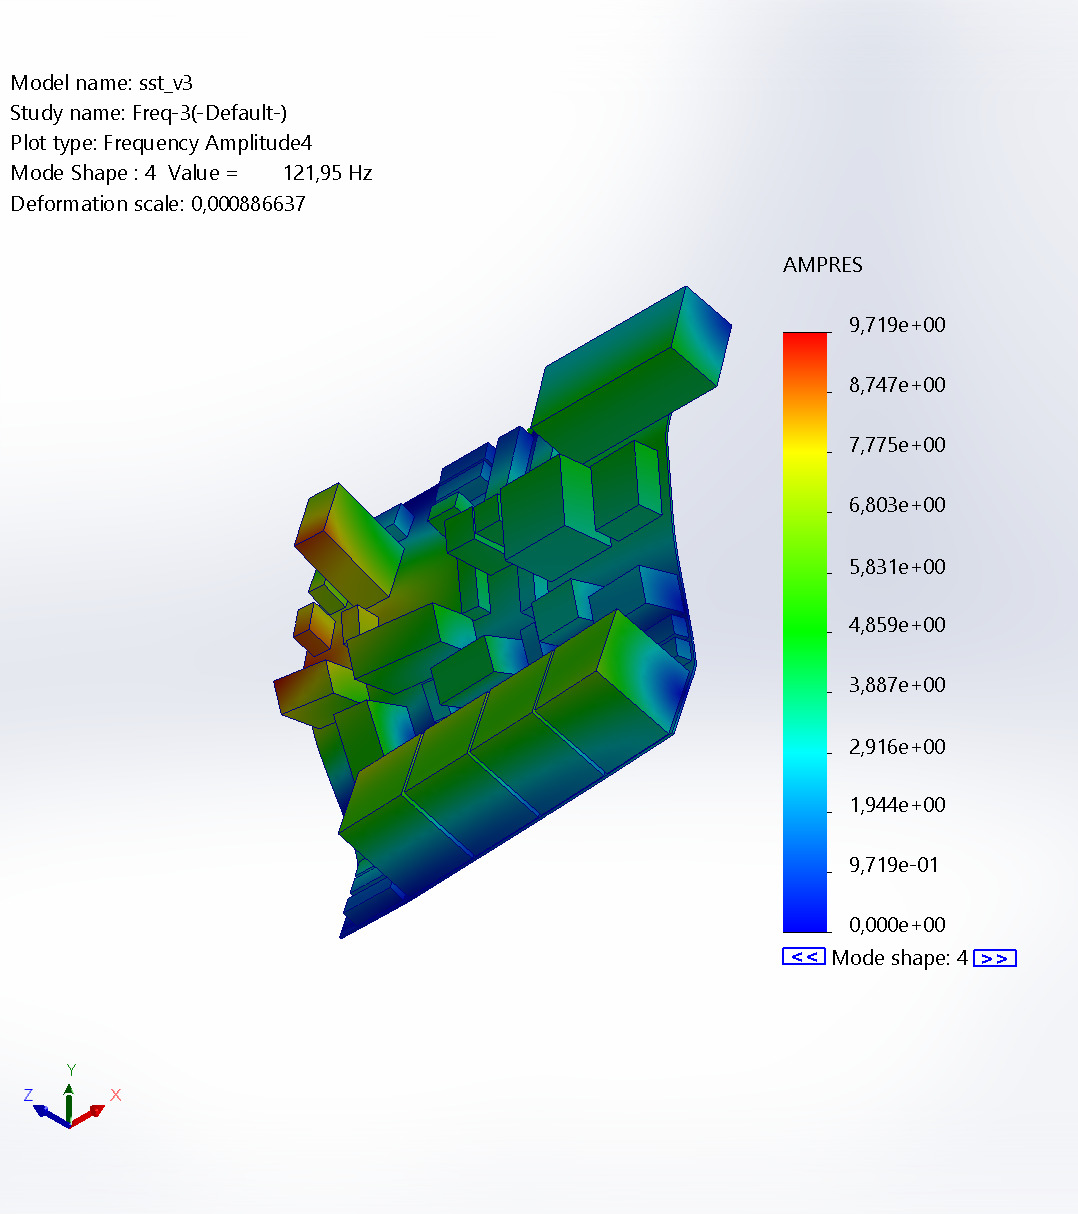 Model name: sst_v3
Study name: Freq-3(-Default-)
Plot type: Frequency Amplitude4
Mode Shape : 4 Value = 121,95 Hz
Deformation scale: 0,000886637
AMPRES
9,719e+00
8,747e+00
7,775e+00
6,803e+00
5,831e+00
4,859e+00
3,887e+00
2,916e+00
1,944e+00
9,719e-01
0,000e+00
<< Mode shape: 4 >>
Y
Z X